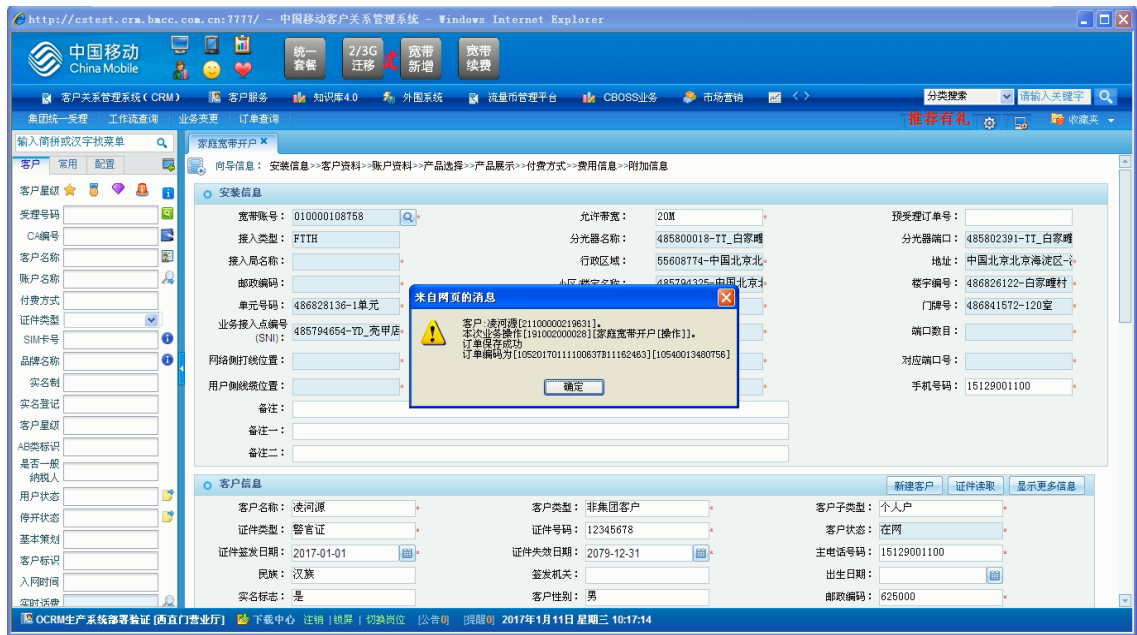 http://cstest.crm.bmcc.com.cn:7777/ - 中国移动客户关系管理系统 - Windows Internet Explorer
中国移动
China Mobile
统一套餐
2/3G迁移
式
宽带新增
宽带续费
客户关系管理系统(CRM) 客户服务 知识库4.0 外围系统 流量币管理平台 CBOSS业务 市场营销 < > 分类搜索 请输入关键字
集团统一受理 工作流查询 业务变更 订单查询 推荐有礼 收藏夹
输入简拼或汉字找菜单
客户 常用 配置
客户星级
受理号码
CA编号
客户名称
账户名称
付费方式
证件类型
SIM卡号
品牌名称
实名制
实名登记
客户星级
AB类标识
是否一般
纳税人
用户状态
停开状态
基本策划
客户标识
入网时间
实时话费
家庭宽带开户 ×
向导信息: 安装信息>>客户资料>>账户资料>>产品选择>>产品展示>>付费方式>>费用信息>>附加信息
安装信息
宽带账号: 010000108758 * 允许带宽: 20M * 预受理订单号:
接入类型: FTTH 分光器名称: 485800018-TT_白家疃 分光器端口: 485802391-TT_白家疃
接入局名称: * 行政区域: 55608774-中国北京北 * 地址: 中国北京北京海淀区-
邮政编码: * 485794325-中国北京 楼宇编号: 486826122-白家疃村 *
单元号码: 486828136-1单元 * 门牌号: 486841572-120室 *
业务接入点编号
(SNI): 485794654-YD_亮甲店 * 端口数目: *
网络侧打线位置: * 对应端口号: *
用户侧线缆位置: * 手机号码: 15129001100 *
备注:
备注一:
备注二:
来自网页的消息
客户:凌河源[21100000219631]。
本次业务操作[191002000028][家庭宽带开户[操作]]。
订单保存成功
订单编码为[10520170111100637B11162463][10540013480756]
确定
客户信息 新建客户 证件读取 显示更多信息
客户名称: 凌河源 * 客户类型: 非集团客户 * 客户子类型: 个人户 *
证件类型: 警官证 * 证件号码: 12345678 * 客户状态: 在网 *
证件签发日期: 2017-01-01 * 证件失效日期: 2079-12-31 * 主电话号码: 15129001100 *
民族: 汉族 签发机关: 出生日期:
实名标志: 是 客户性别: 男 邮政编码: 625000 *
OCRM生产系统部署验证 [西直门营业厅] 下载中心 注销 | 锁屏 | 切换岗位 [公告0] [提醒0] 2017年1月11日 星期三 10:17:14